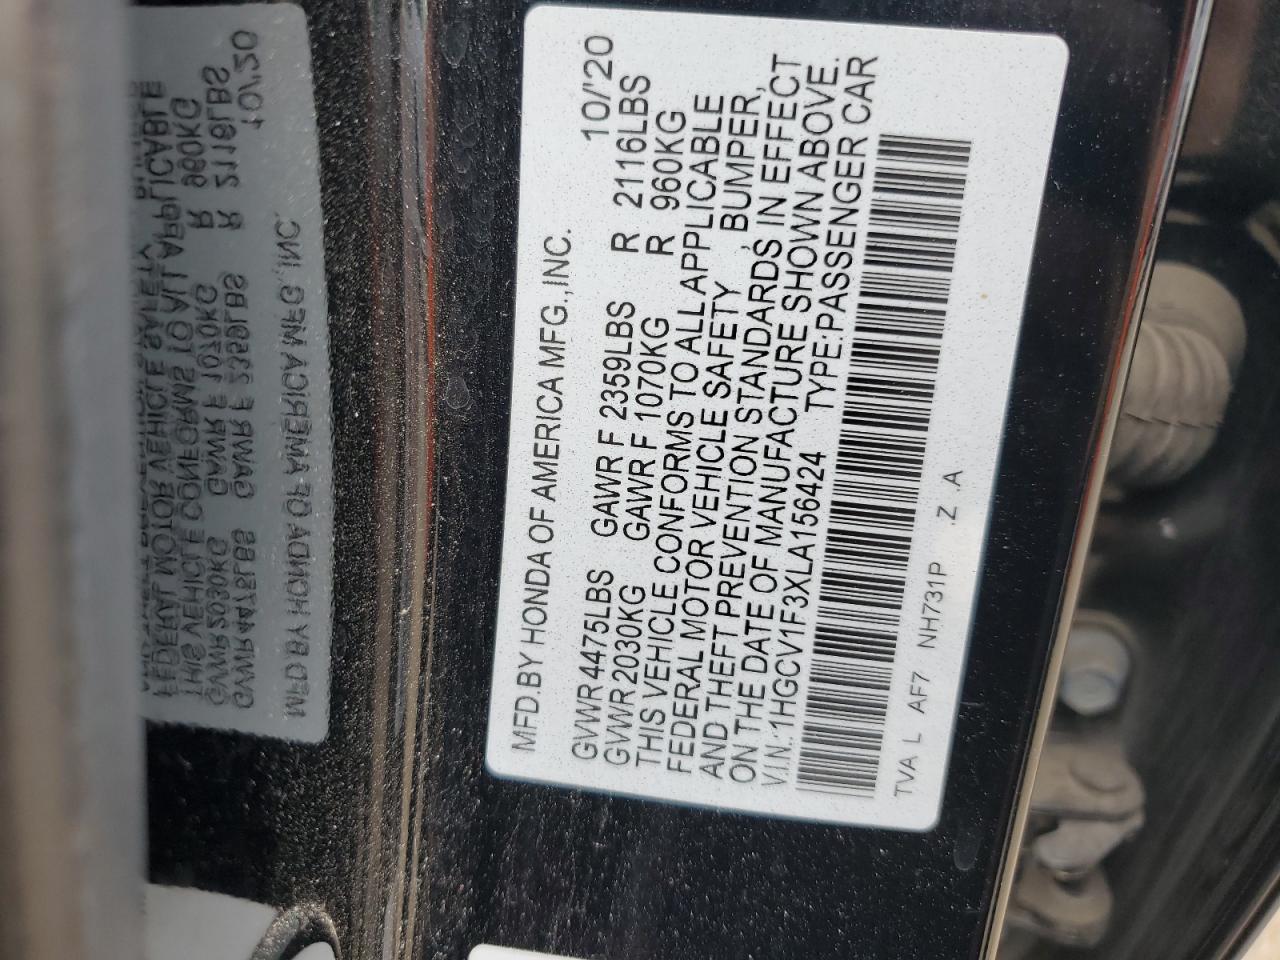 MFD.BY HONDA OF AMERICA MFG.,INC. 10/'20
GVWR 4475LBS GAWR F 2359LBS R 2116LBS
GVWR 2030KG GAWR F 1070KG R 960KG
THIS VEHICLE CONFORMS TO ALL APPLICABLE
FEDERAL MOTOR VEHICLE SAFETY , BUMPER,
AND THEFT PREVENTION STANDARDS IN EFFECT
ON THE DATE OF MANUFACTURE SHOWN ABOVE.
V.I.N.:1HGCV1F3XLA156424 TYPE:PASSENGER CAR
TVA L AF7 NH731P .Z .A